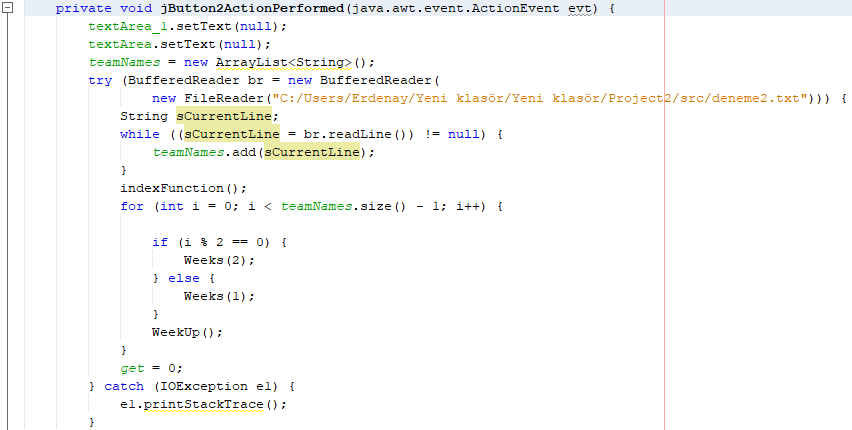 private void jButton2ActionPerformed(java.awt.event.ActionEvent evt) {
textArea_1.setText(null);
textArea.setText(null);
teamNames = new ArrayList<String>();
try (BufferedReader br = new BufferedReader(
new FileReader("C:/Users/Erdenay/Yeni klasör/Yeni klasör/Project2/src/deneme2.txt"))) {
String sCurrentLine;
while ((sCurrentLine = br.readLine()) != null) {
teamNames.add(sCurrentLine);
}
indexFunction();
for (int i = 0; i < teamNames.size() - 1; i++) {
if (i % 2 == 0) {
Weeks(2);
} else {
Weeks(1);
}
WeekUp();
}
get = 0;
} catch (IOException e1) {
e1.printStackTrace();
}